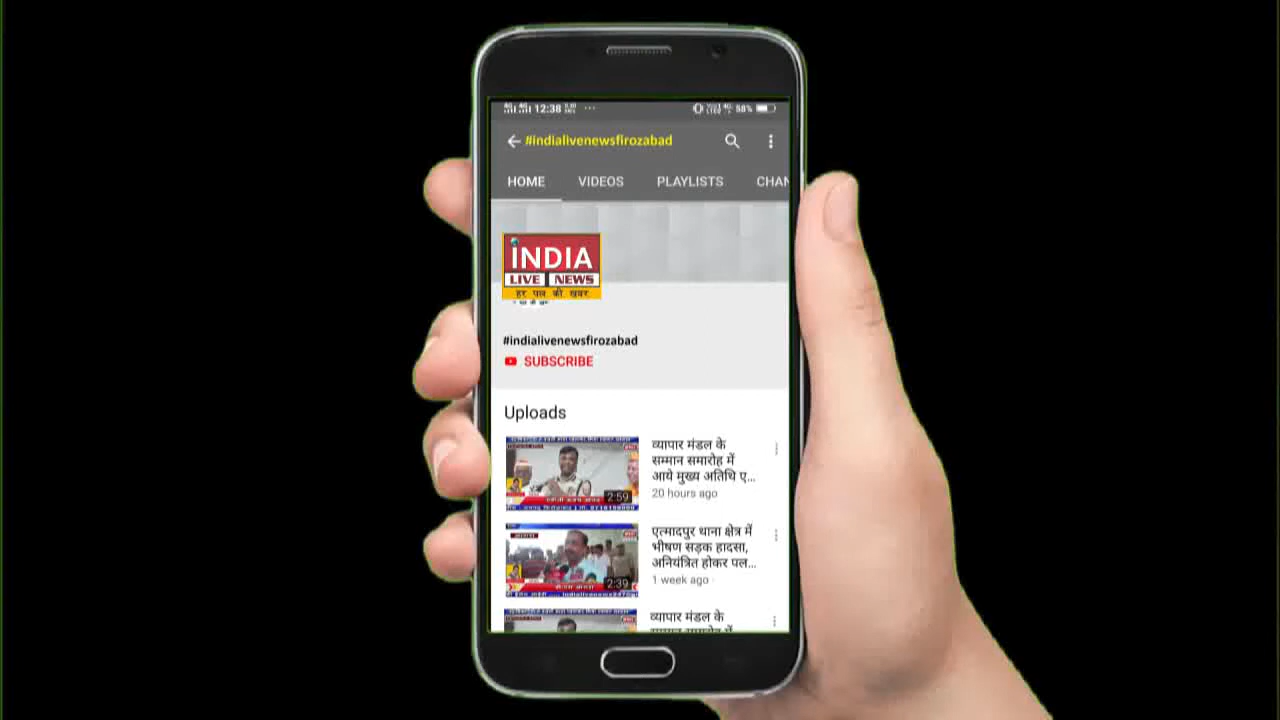 12:38 ... 58%
#indialivenewsfirozabad
HOME VIDEOS PLAYLISTS CHAN
INDIA
LIVE NEWS
हर पल की खबर
#indialivenewsfirozabad
SUBSCRIBE
Uploads
व्यापार मंडल के
सम्मान समारोह में
आये मुख्य अतिथि ए...
20 hours ago
2:59
एत्मादपुर थाना क्षेत्र में
भीषण सड़क हादसा,
अनियंत्रित होकर पल...
1 week ago
2:39
व्यापार मंडल के